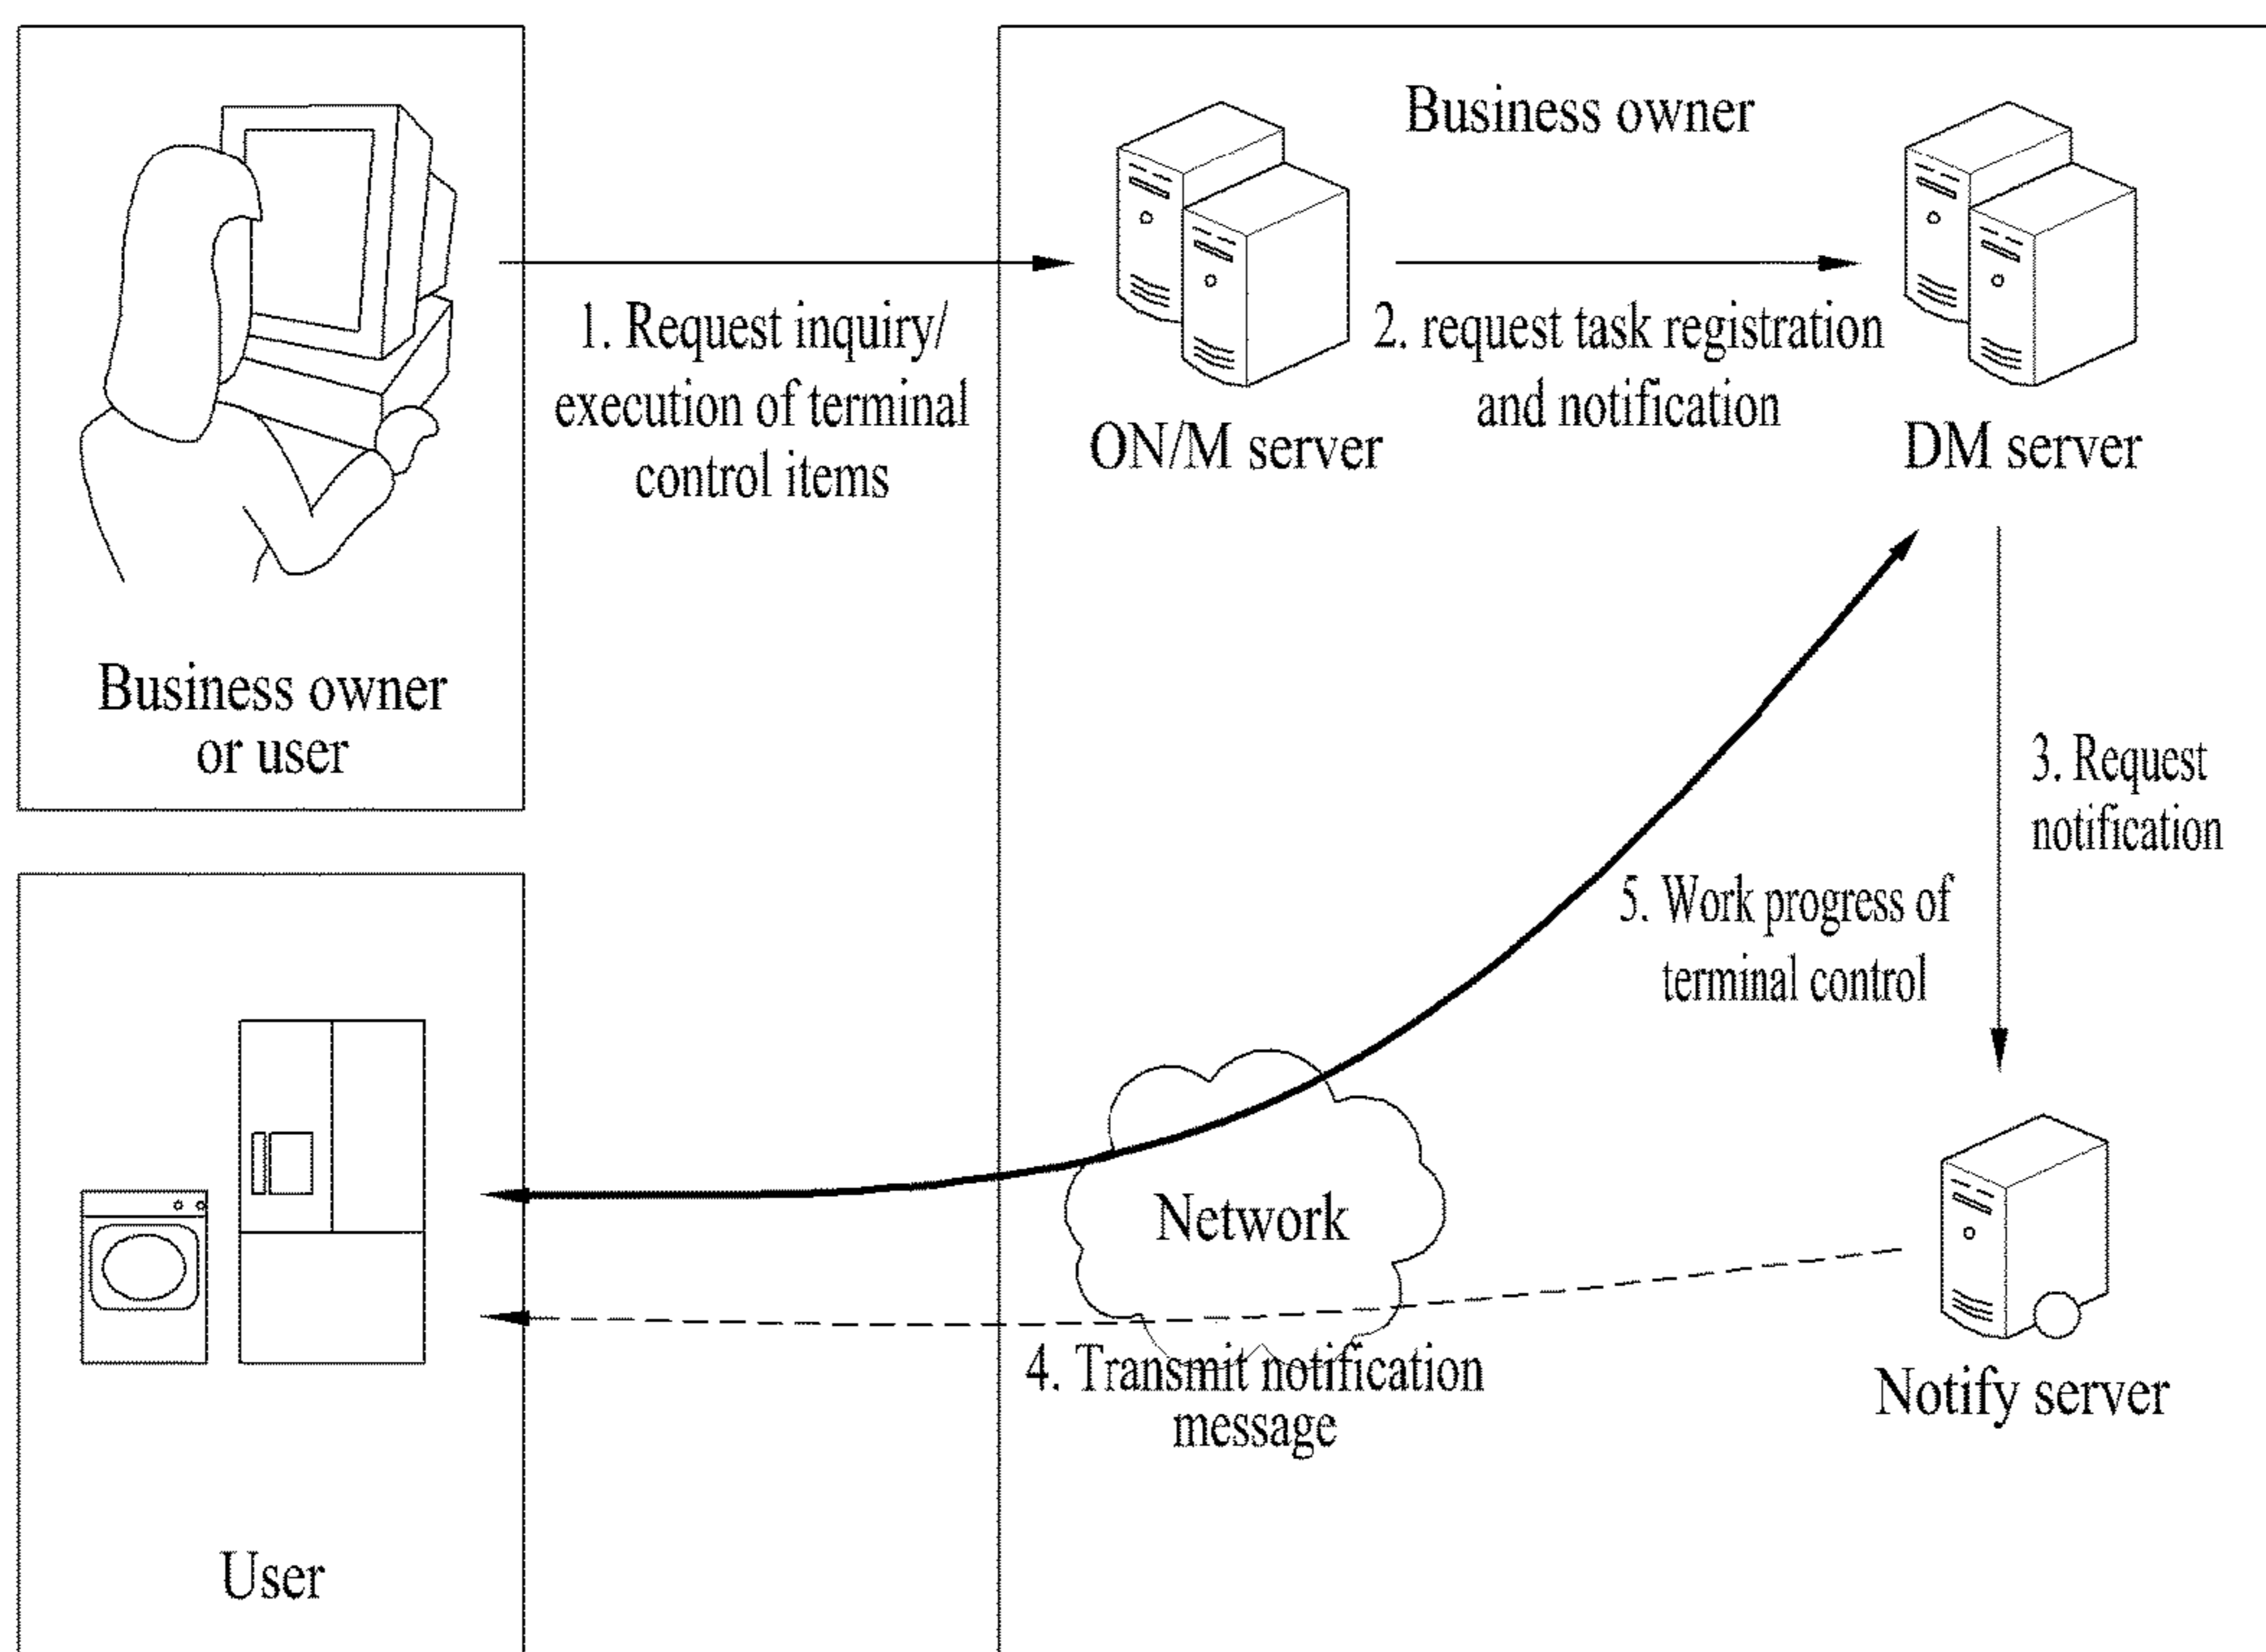 Business owner
1. Request inquiry/
execution of terminal
control items
2. request task registration
and notification
ON/M server
DM server
Business owner
or user
3. Request
notification
5. Work progress of
terminal control
Network
4. Transmit notification
message
Notify server
User